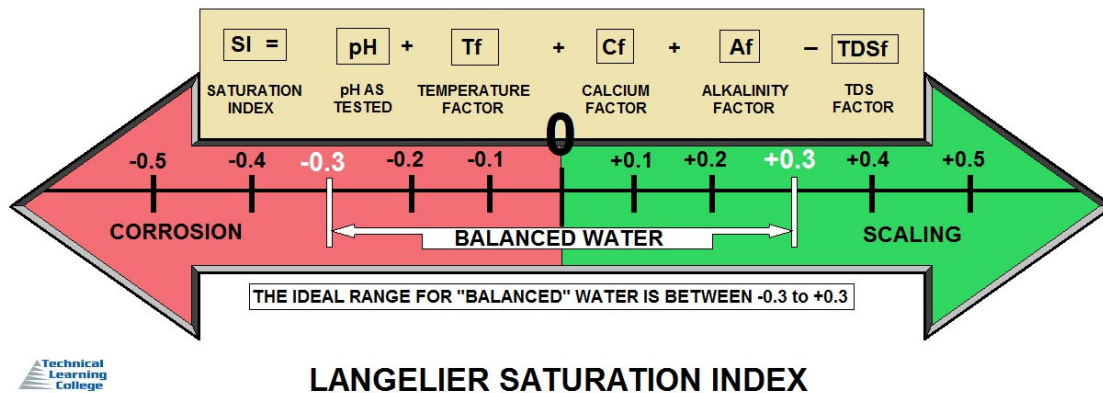 SI = pH + Tf + Cf + Af – TDSf
SATURATION INDEX pH AS TESTED TEMPERATURE FACTOR CALCIUM FACTOR ALKALINITY FACTOR TDS FACTOR
-0.5 -0.4 -0.3 -0.2 -0.1 0 +0.1 +0.2 +0.3 +0.4 +0.5
CORROSION BALANCED WATER SCALING
THE IDEAL RANGE FOR "BALANCED" WATER IS BETWEEN -0.3 to +0.3
Technical
Learning
College
LANGELIER SATURATION INDEX